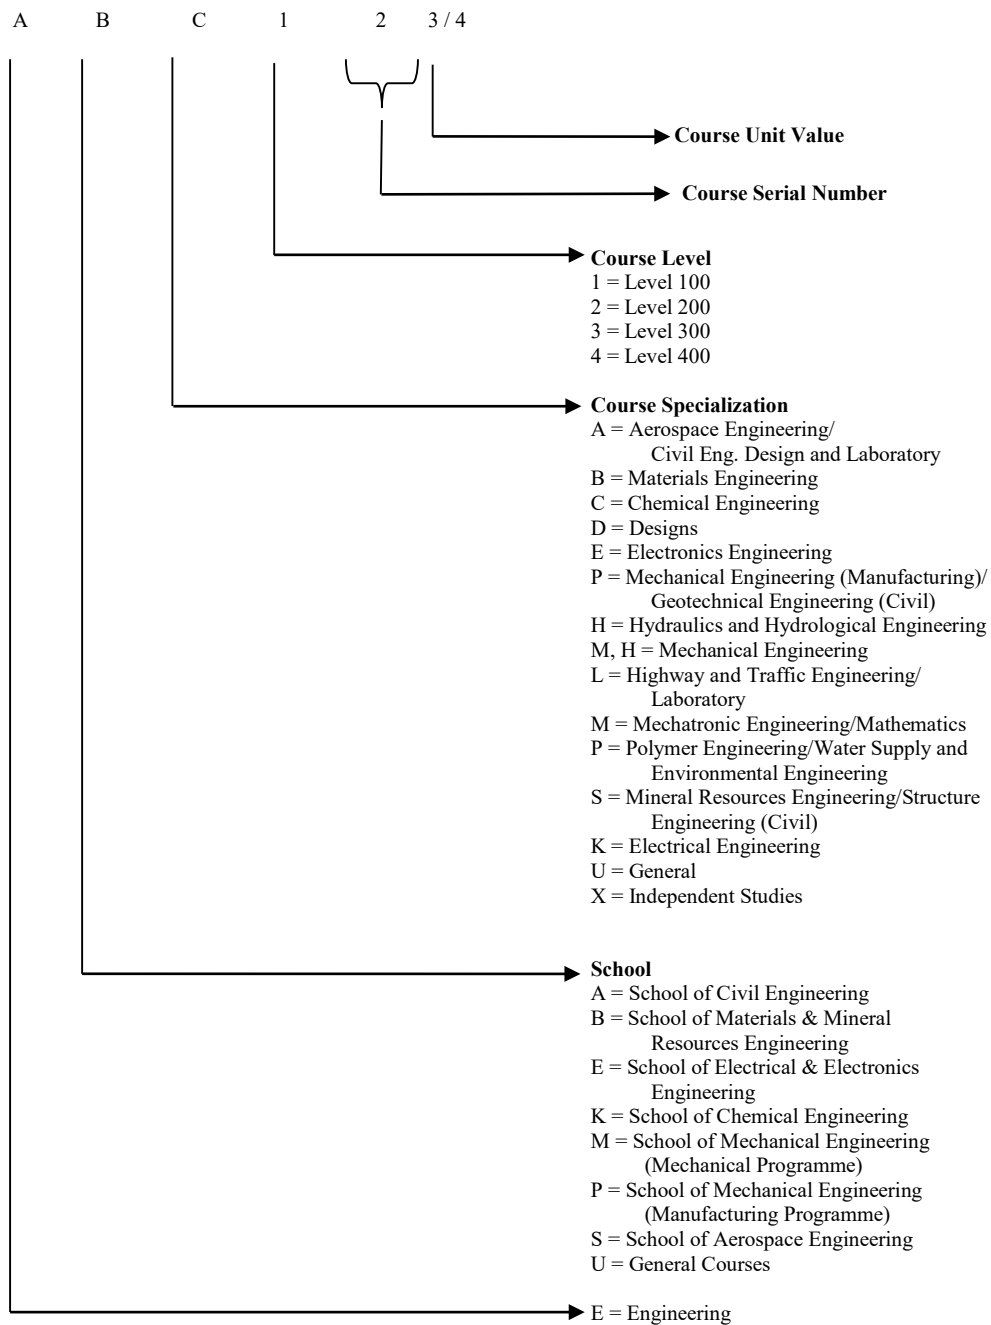 A B C 1 2 3 / 4
Course Unit Value
Course Serial Number
Course Level
1 = Level 100
2 = Level 200
3 = Level 300
4 = Level 400
Course Specialization
A = Aerospace Engineering/
Civil Eng. Design and Laboratory
B = Materials Engineering
C = Chemical Engineering
D = Designs
E = Electronics Engineering
P = Mechanical Engineering (Manufacturing)/
Geotechnical Engineering (Civil)
H = Hydraulics and Hydrological Engineering
M, H = Mechanical Engineering
L = Highway and Traffic Engineering/
Laboratory
M = Mechatronic Engineering/Mathematics
P = Polymer Engineering/Water Supply and
Environmental Engineering
S = Mineral Resources Engineering/Structure
Engineering (Civil)
K = Electrical Engineering
U = General
X = Independent Studies
School
A = School of Civil Engineering
B = School of Materials & Mineral
Resources Engineering
E = School of Electrical & Electronics
Engineering
K = School of Chemical Engineering
M = School of Mechanical Engineering
(Mechanical Programme)
P = School of Mechanical Engineering
(Manufacturing Programme)
S = School of Aerospace Engineering
U = General Courses
E = Engineering